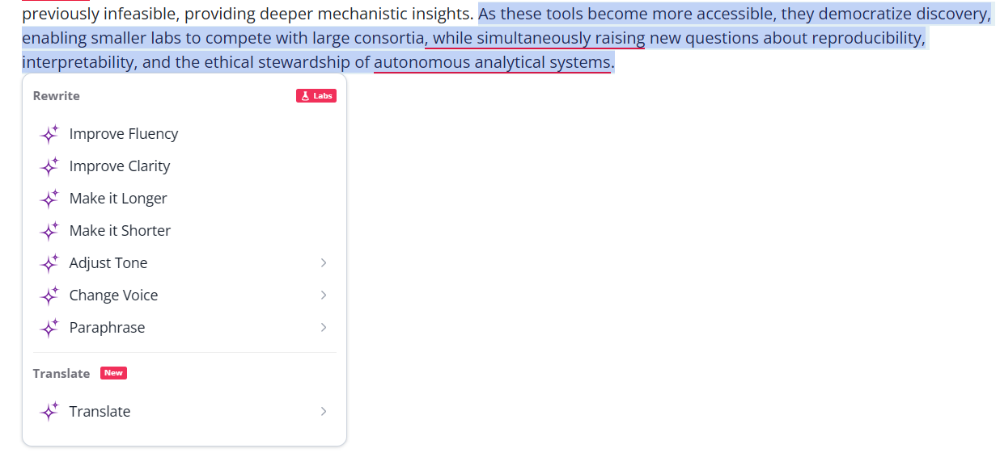 previously infeasible, providing deeper mechanistic insights. As these tools become more accessible, they democratize discovery,
enabling smaller labs to compete with large consortia, while simultaneously raising new questions about reproducibility,
interpretability, and the ethical stewardship of autonomous analytical systems.
Rewrite Labs
Improve Fluency
Improve Clarity
Make it Longer
Make it Shorter
Adjust Tone
Change Voice
Paraphrase
Translate New
Translate